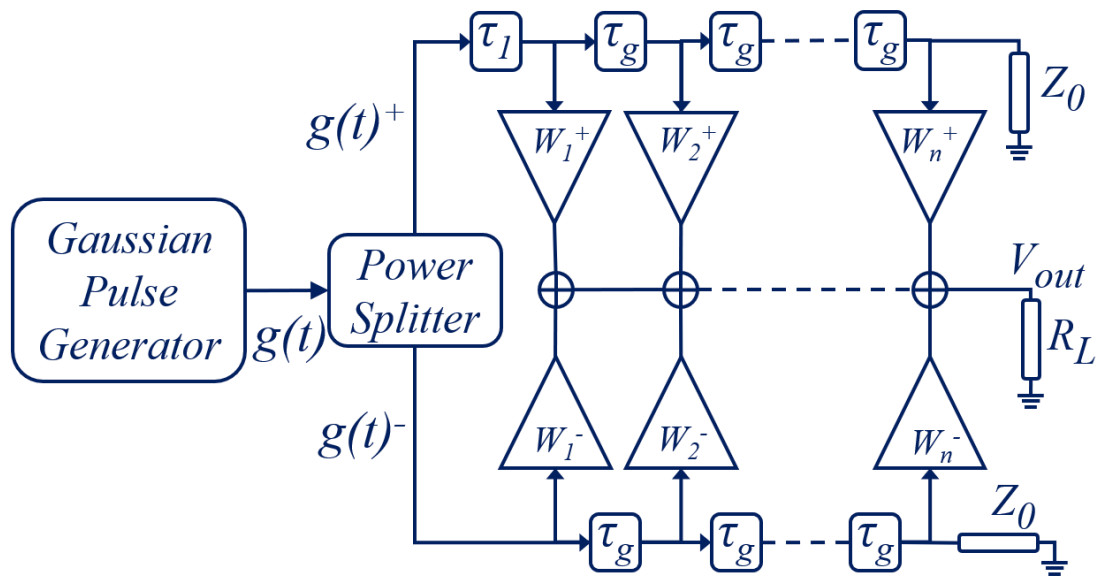 τ₁
τg
τg
τg
Z₀
g(t)⁺
W₁⁺
W₂⁺
Wₙ⁺
Gaussian
Pulse
Generator
g(t)
Power
Splitter
Vout
R_L
g(t)⁻
W₁⁻
W₂⁻
Wₙ⁻
τg
τg
τg
Z₀